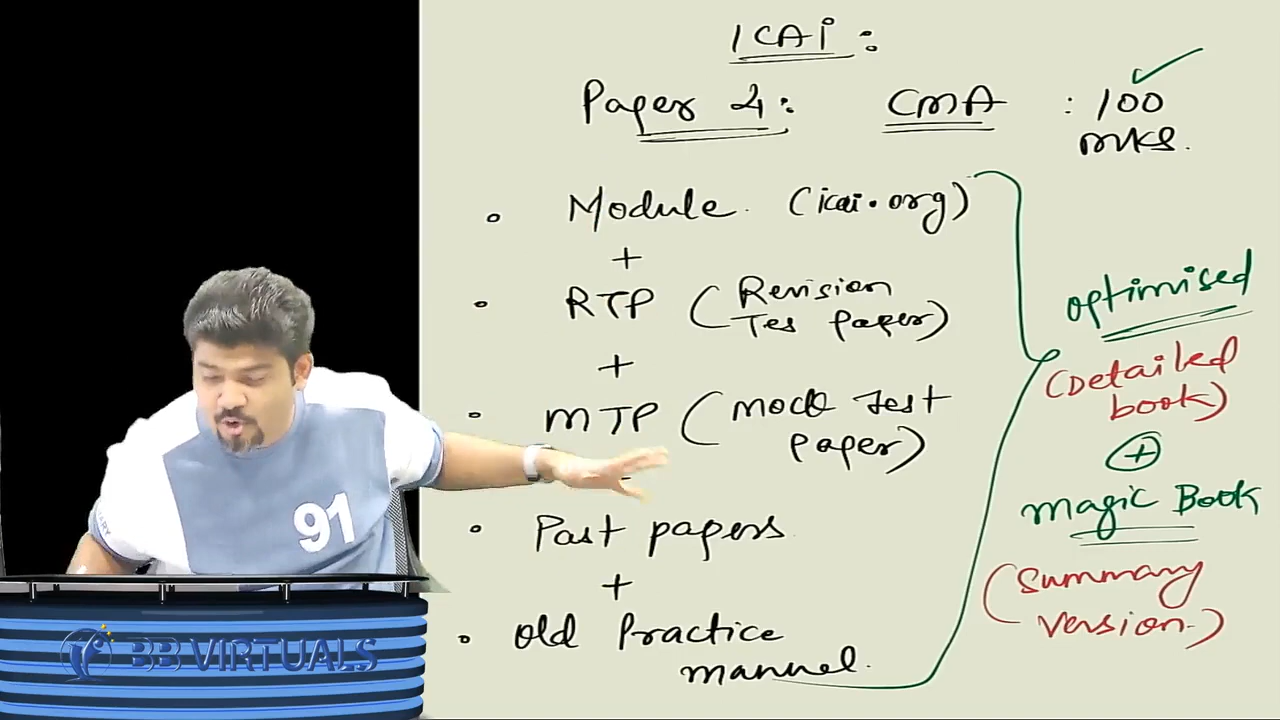 ICAI :
Paper 4 : CMA : 100
mks.
• Module. (icai.org)
+
• RTP (Revision
Tes paper)
+
• MTP (Mock Test
paper)
• Past papers
+
• Old Practice
manuel.
optimised
(Detailed
book)
+
Magic Book
(Summary
version.)
91
BB VIRTUALS